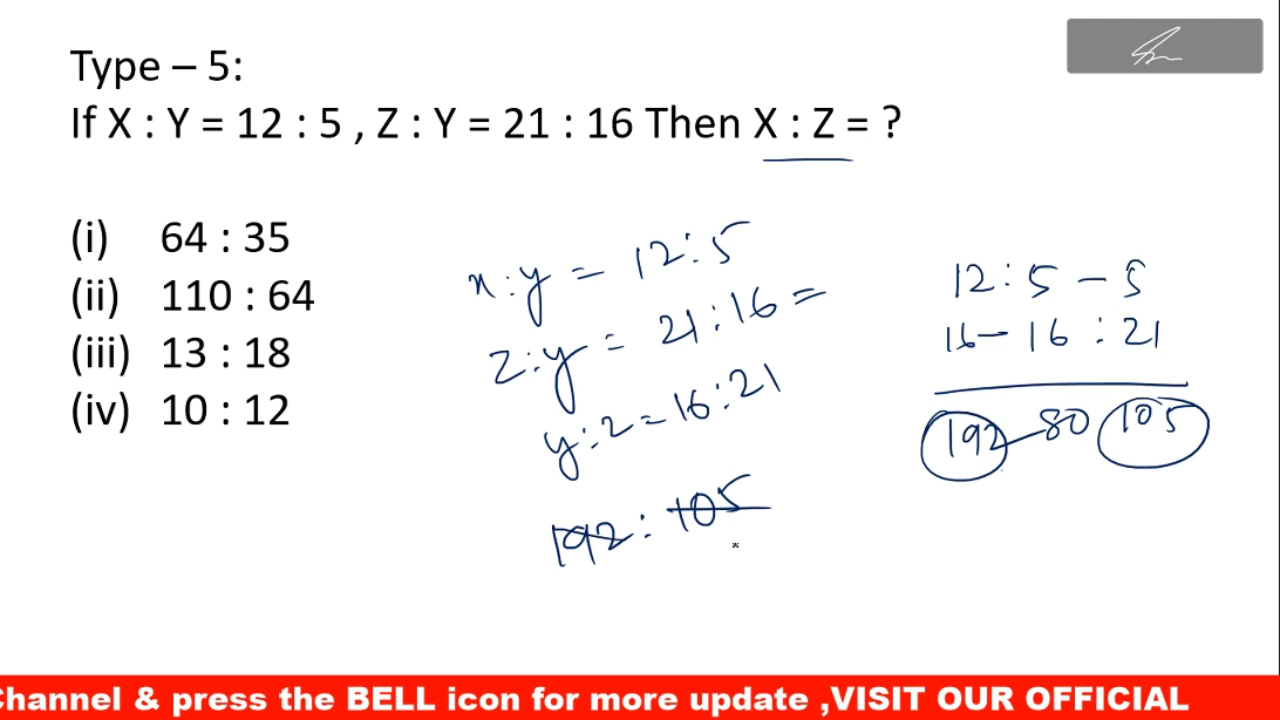 Type – 5:
If X : Y = 12 : 5 , Z : Y = 21 : 16 Then X : Z = ?
(i) 64 : 35
(ii) 110 : 64
(iii) 13 : 18
(iv) 10 : 12
x : y = 12 : 5
z : y = 21 : 16 =
y : z = 16 : 21
192 : 105
12 : 5 – 5
16 – 16 : 21
192 – 80 105
Channel & press the BELL icon for more update ,VISIT OUR OFFICIAL